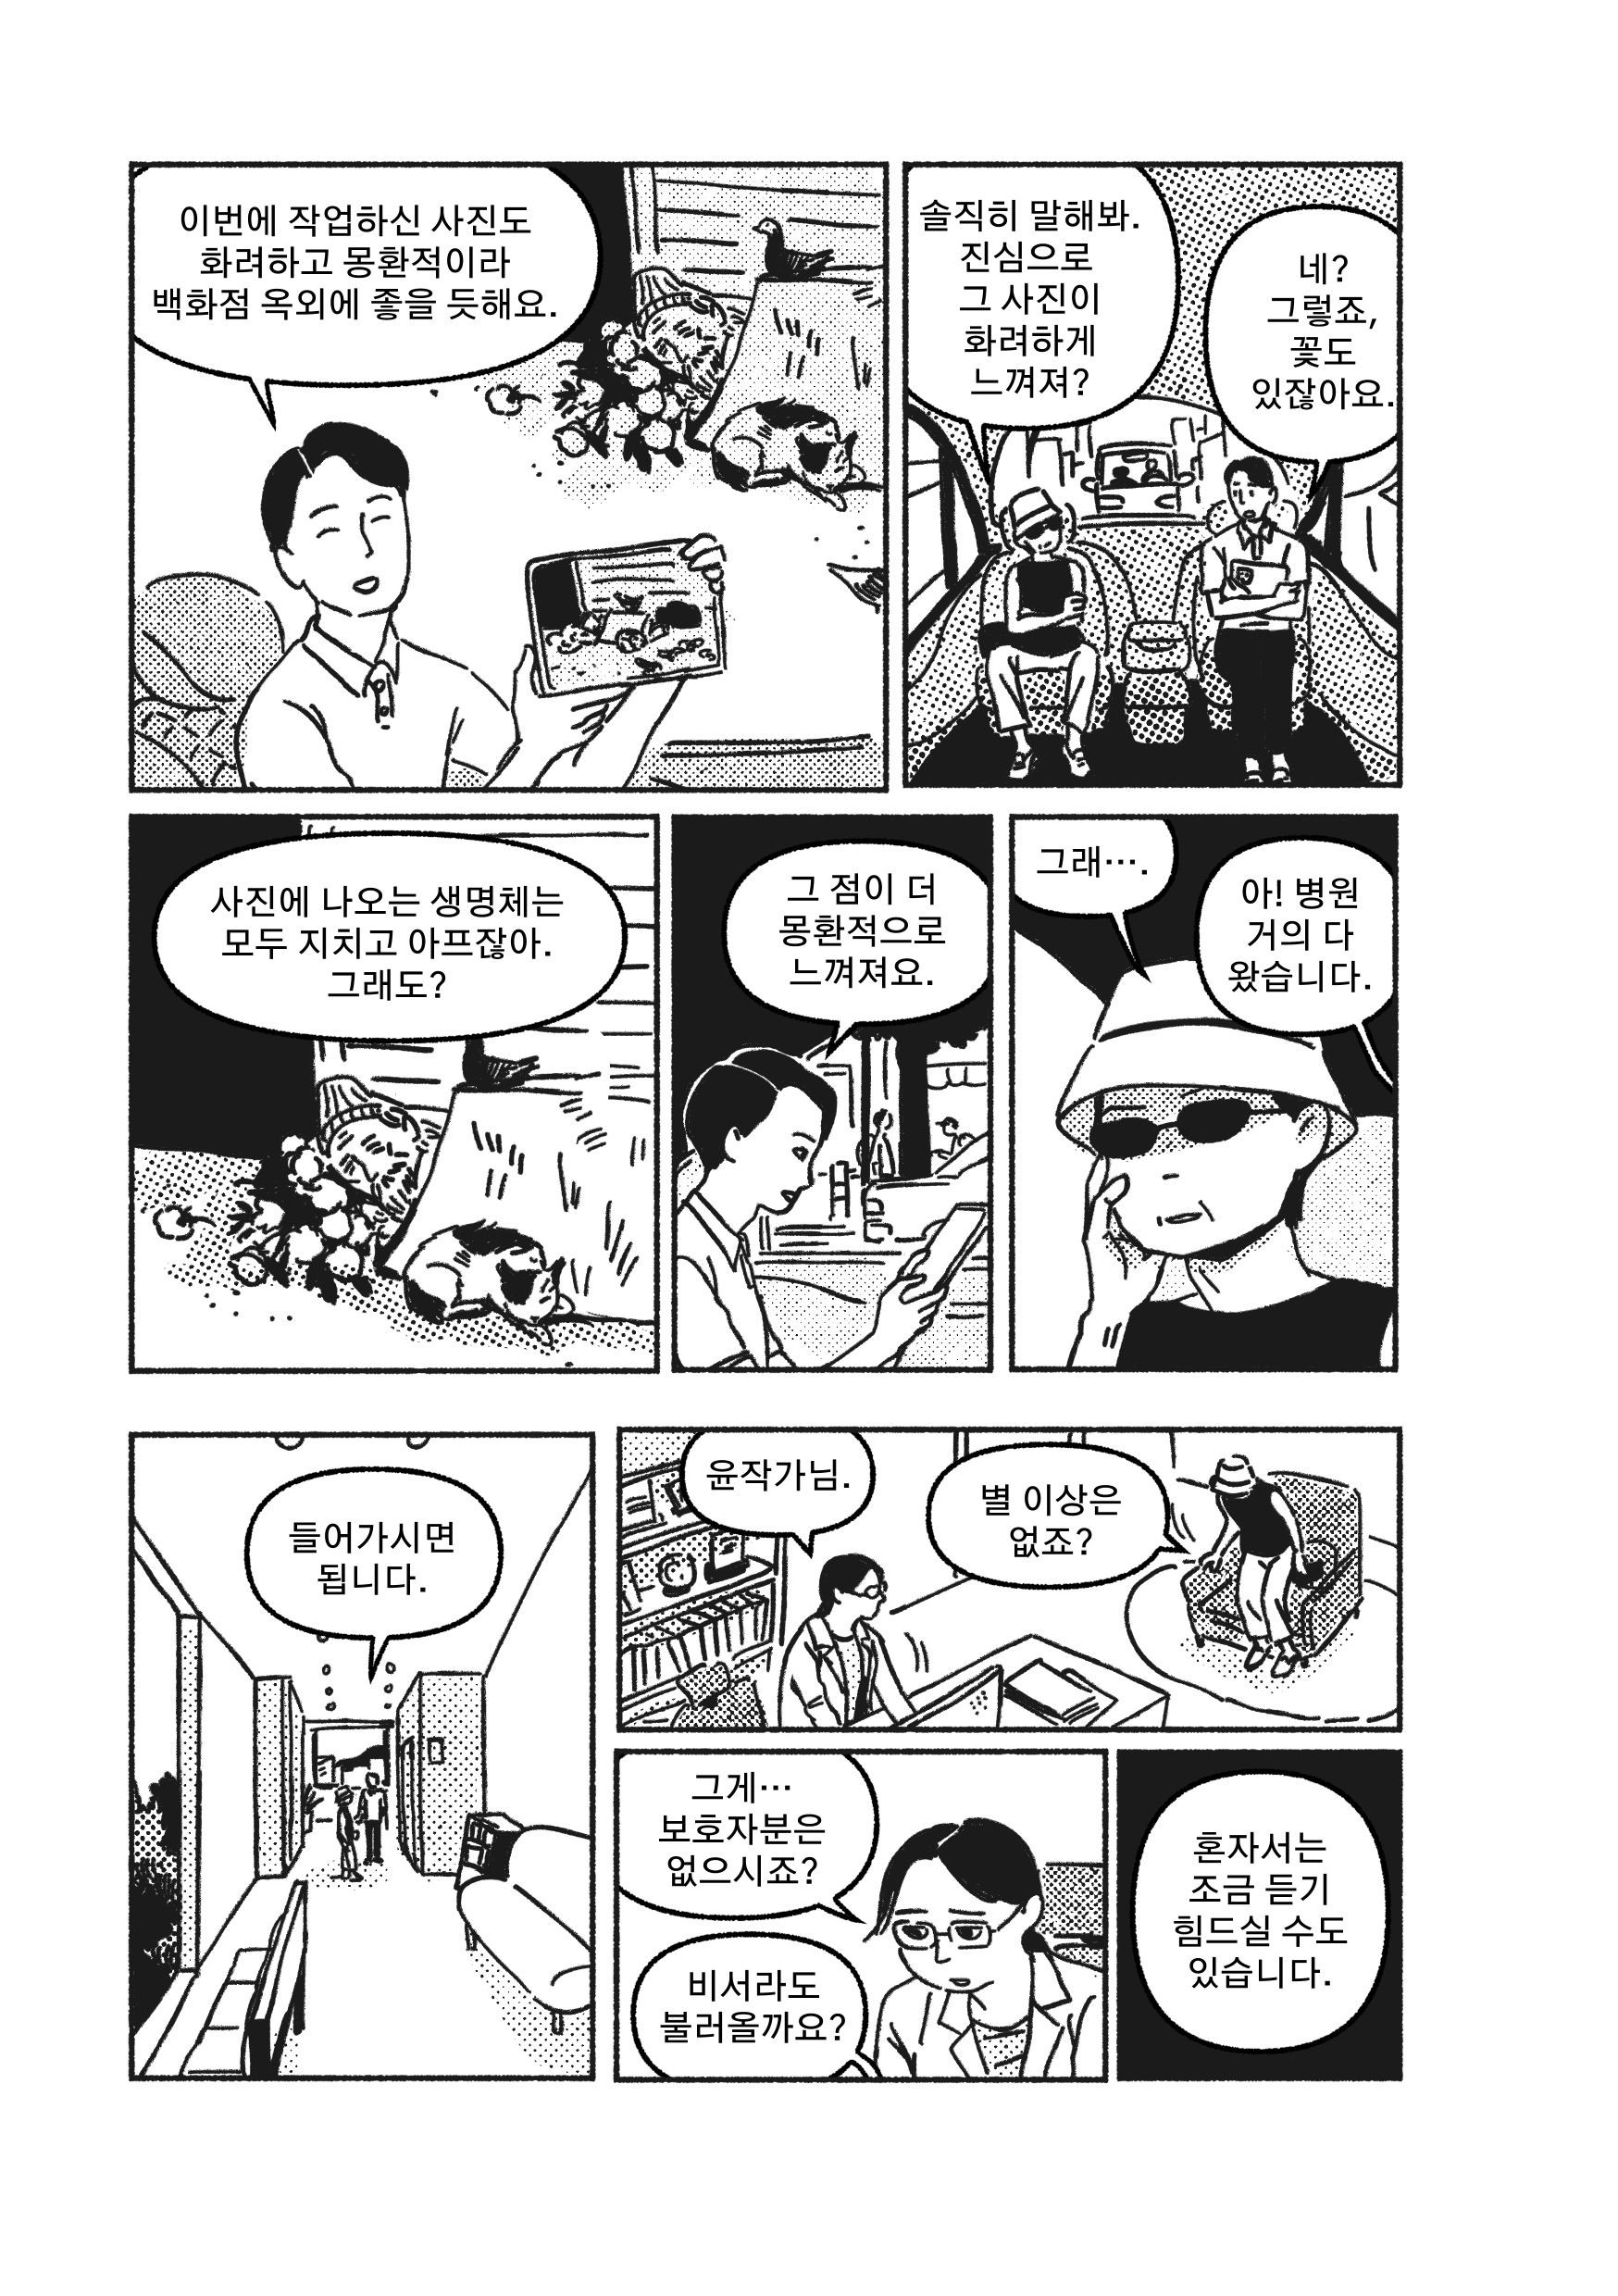 이번에 작업하신 사진도
화려하고 몽환적이라
백화점 옥외에 좋을 듯해요.
솔직히 말해봐.
진심으로
그 사진이
화려하게
느껴져?
네?
그렇죠,
꽃도
있잖아요.
사진에 나오는 생명체는
모두 지치고 아프잖아.
그래도?
그 점이 더
몽환적으로
느껴져요.
그래….
아! 병원
거의 다
왔습니다.
들어가시면
됩니다.
윤작가님.
별 이상은
없죠?
그게…
보호자분은
없으시죠?
비서라도
불러올까요?
혼자서는
조금 듣기
힘드실 수도
있습니다.